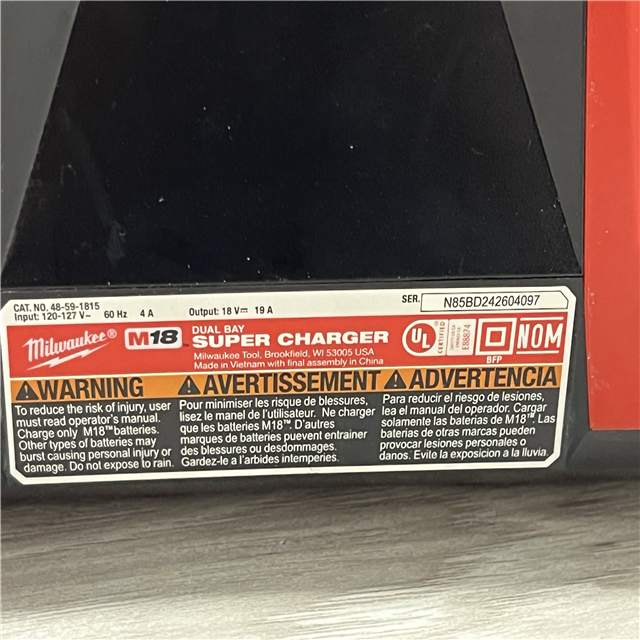 CAT. NO. 48-59-1815
Input: 120-127 V~ 60 Hz 4 A Output: 18 V⎓ 19 A
SER. N85BD242604097
Milwaukee® M18™ DUAL BAY
SUPER CHARGER
Milwaukee Tool, Brookfield, WI 53005 USA
Made in Vietnam with final assembly in China
UL ® E88874 BFP NOM
⚠WARNING
To reduce the risk of injury, user
must read operator's manual.
Charge only M18™ batteries.
Other types of batteries may
burst causing personal injury or
damage. Do not expose to rain.
⚠AVERTISSEMENT
Pour minimiser les risque de blessures,
lisez le manel de l'utilisateur. Ne charger
que les batteries M18™. D'autres
marques de batteries puevent entrainer
des blessures ou desdommages.
Gardez-le a l'arbides intemperies.
⚠ADVERTENCIA
Para reducir el riesgo de lesiones,
lea el manual del operador. Cargar
solamente las baterias de M18™. Las
baterias de otras marcas pueden
provocar lesiones personales o
danos. Evite la exposicion a la lluvia.